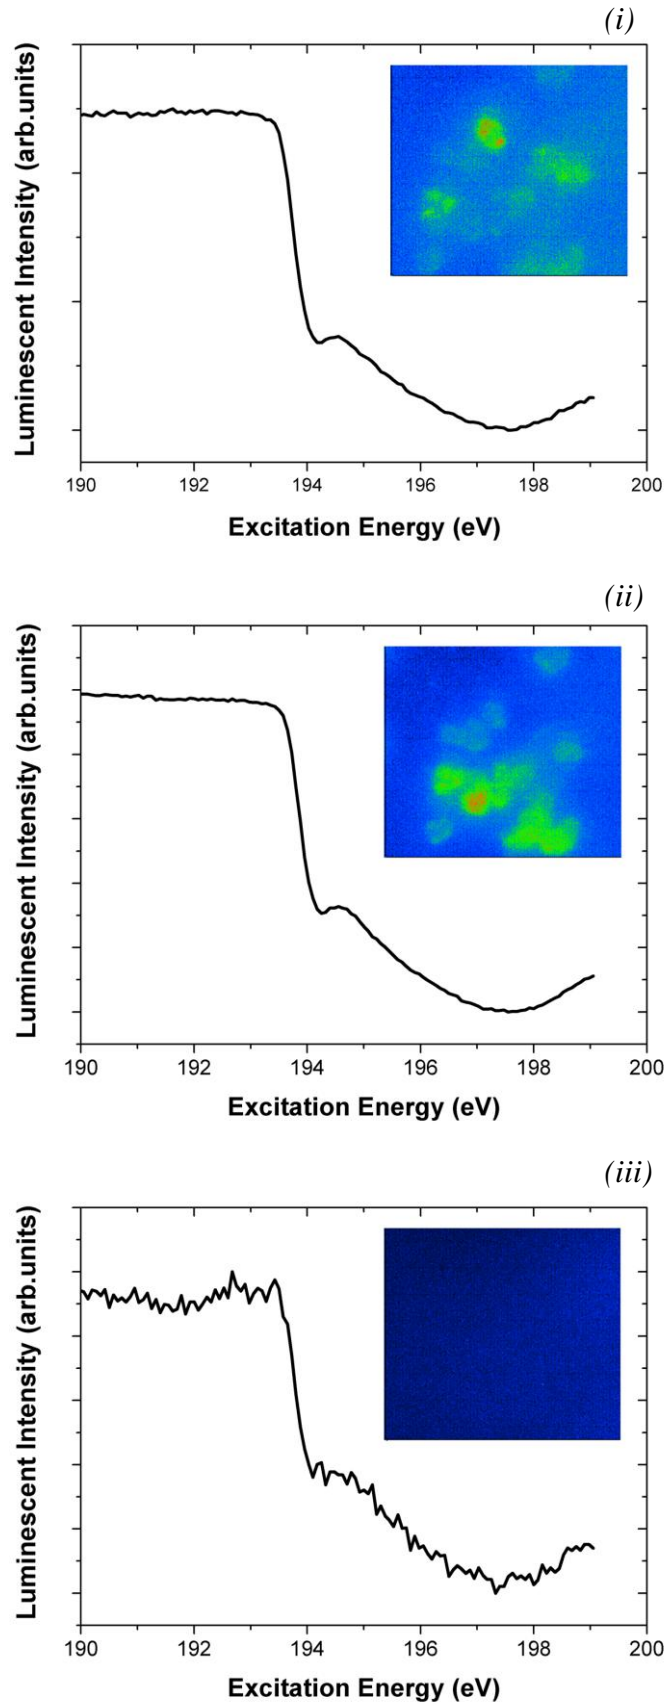 (i)
Luminescent Intensity (arb.units)
190 192 194 196 198 200
Excitation Energy (eV)
(ii)
Luminescent Intensity (arb.units)
190 192 194 196 198 200
Excitation Energy (eV)
(iii)
Luminescent Intensity (arb.units)
190 192 194 196 198 200
Excitation Energy (eV)